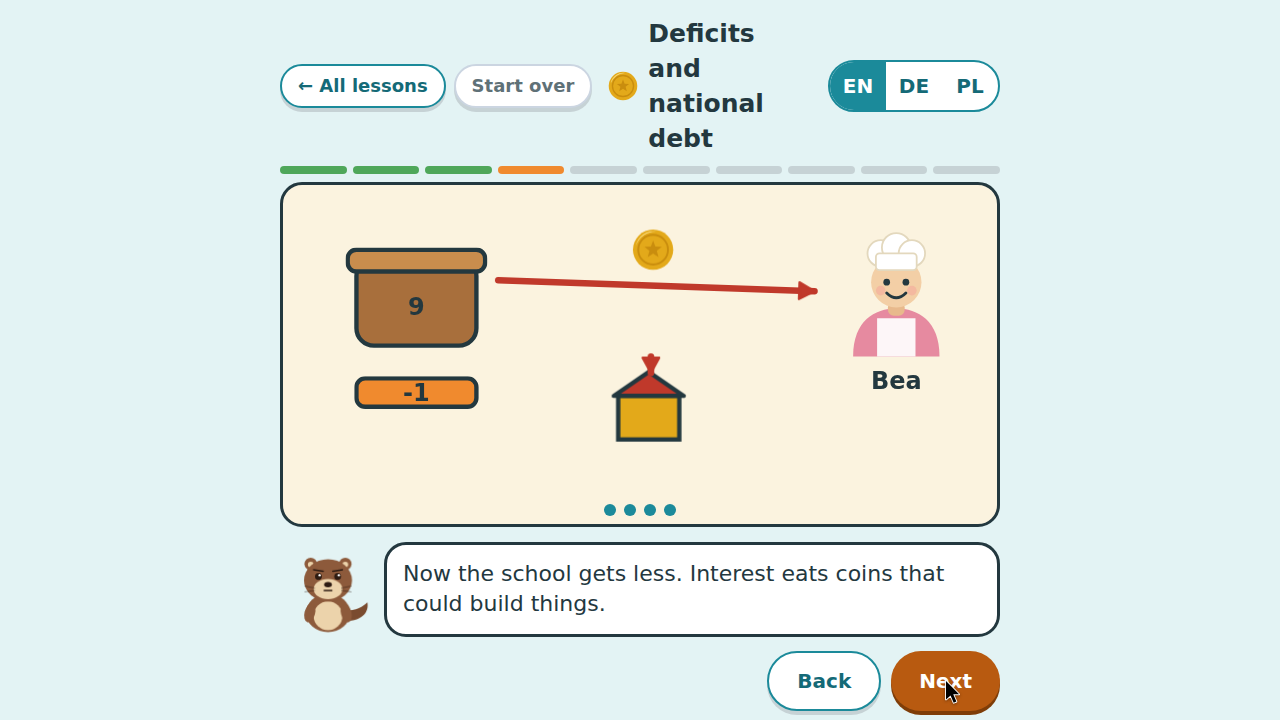 ← All lessons
Start over
Deficits
and
national
debt
EN DE PL
9
-1
Bea
Now the school gets less. Interest eats coins that
could build things.
Back
Next